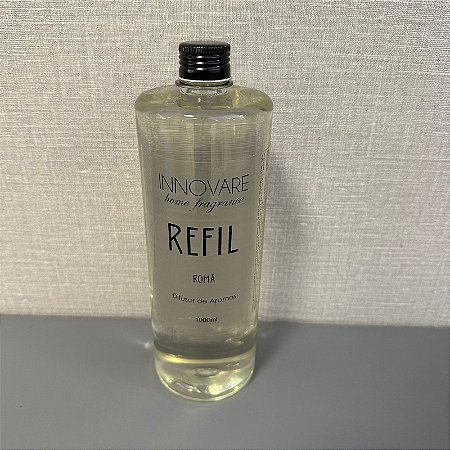 INNOVARE
home fragrance
REFIL
ROMÃ
Difusor de Aromas
1000ml